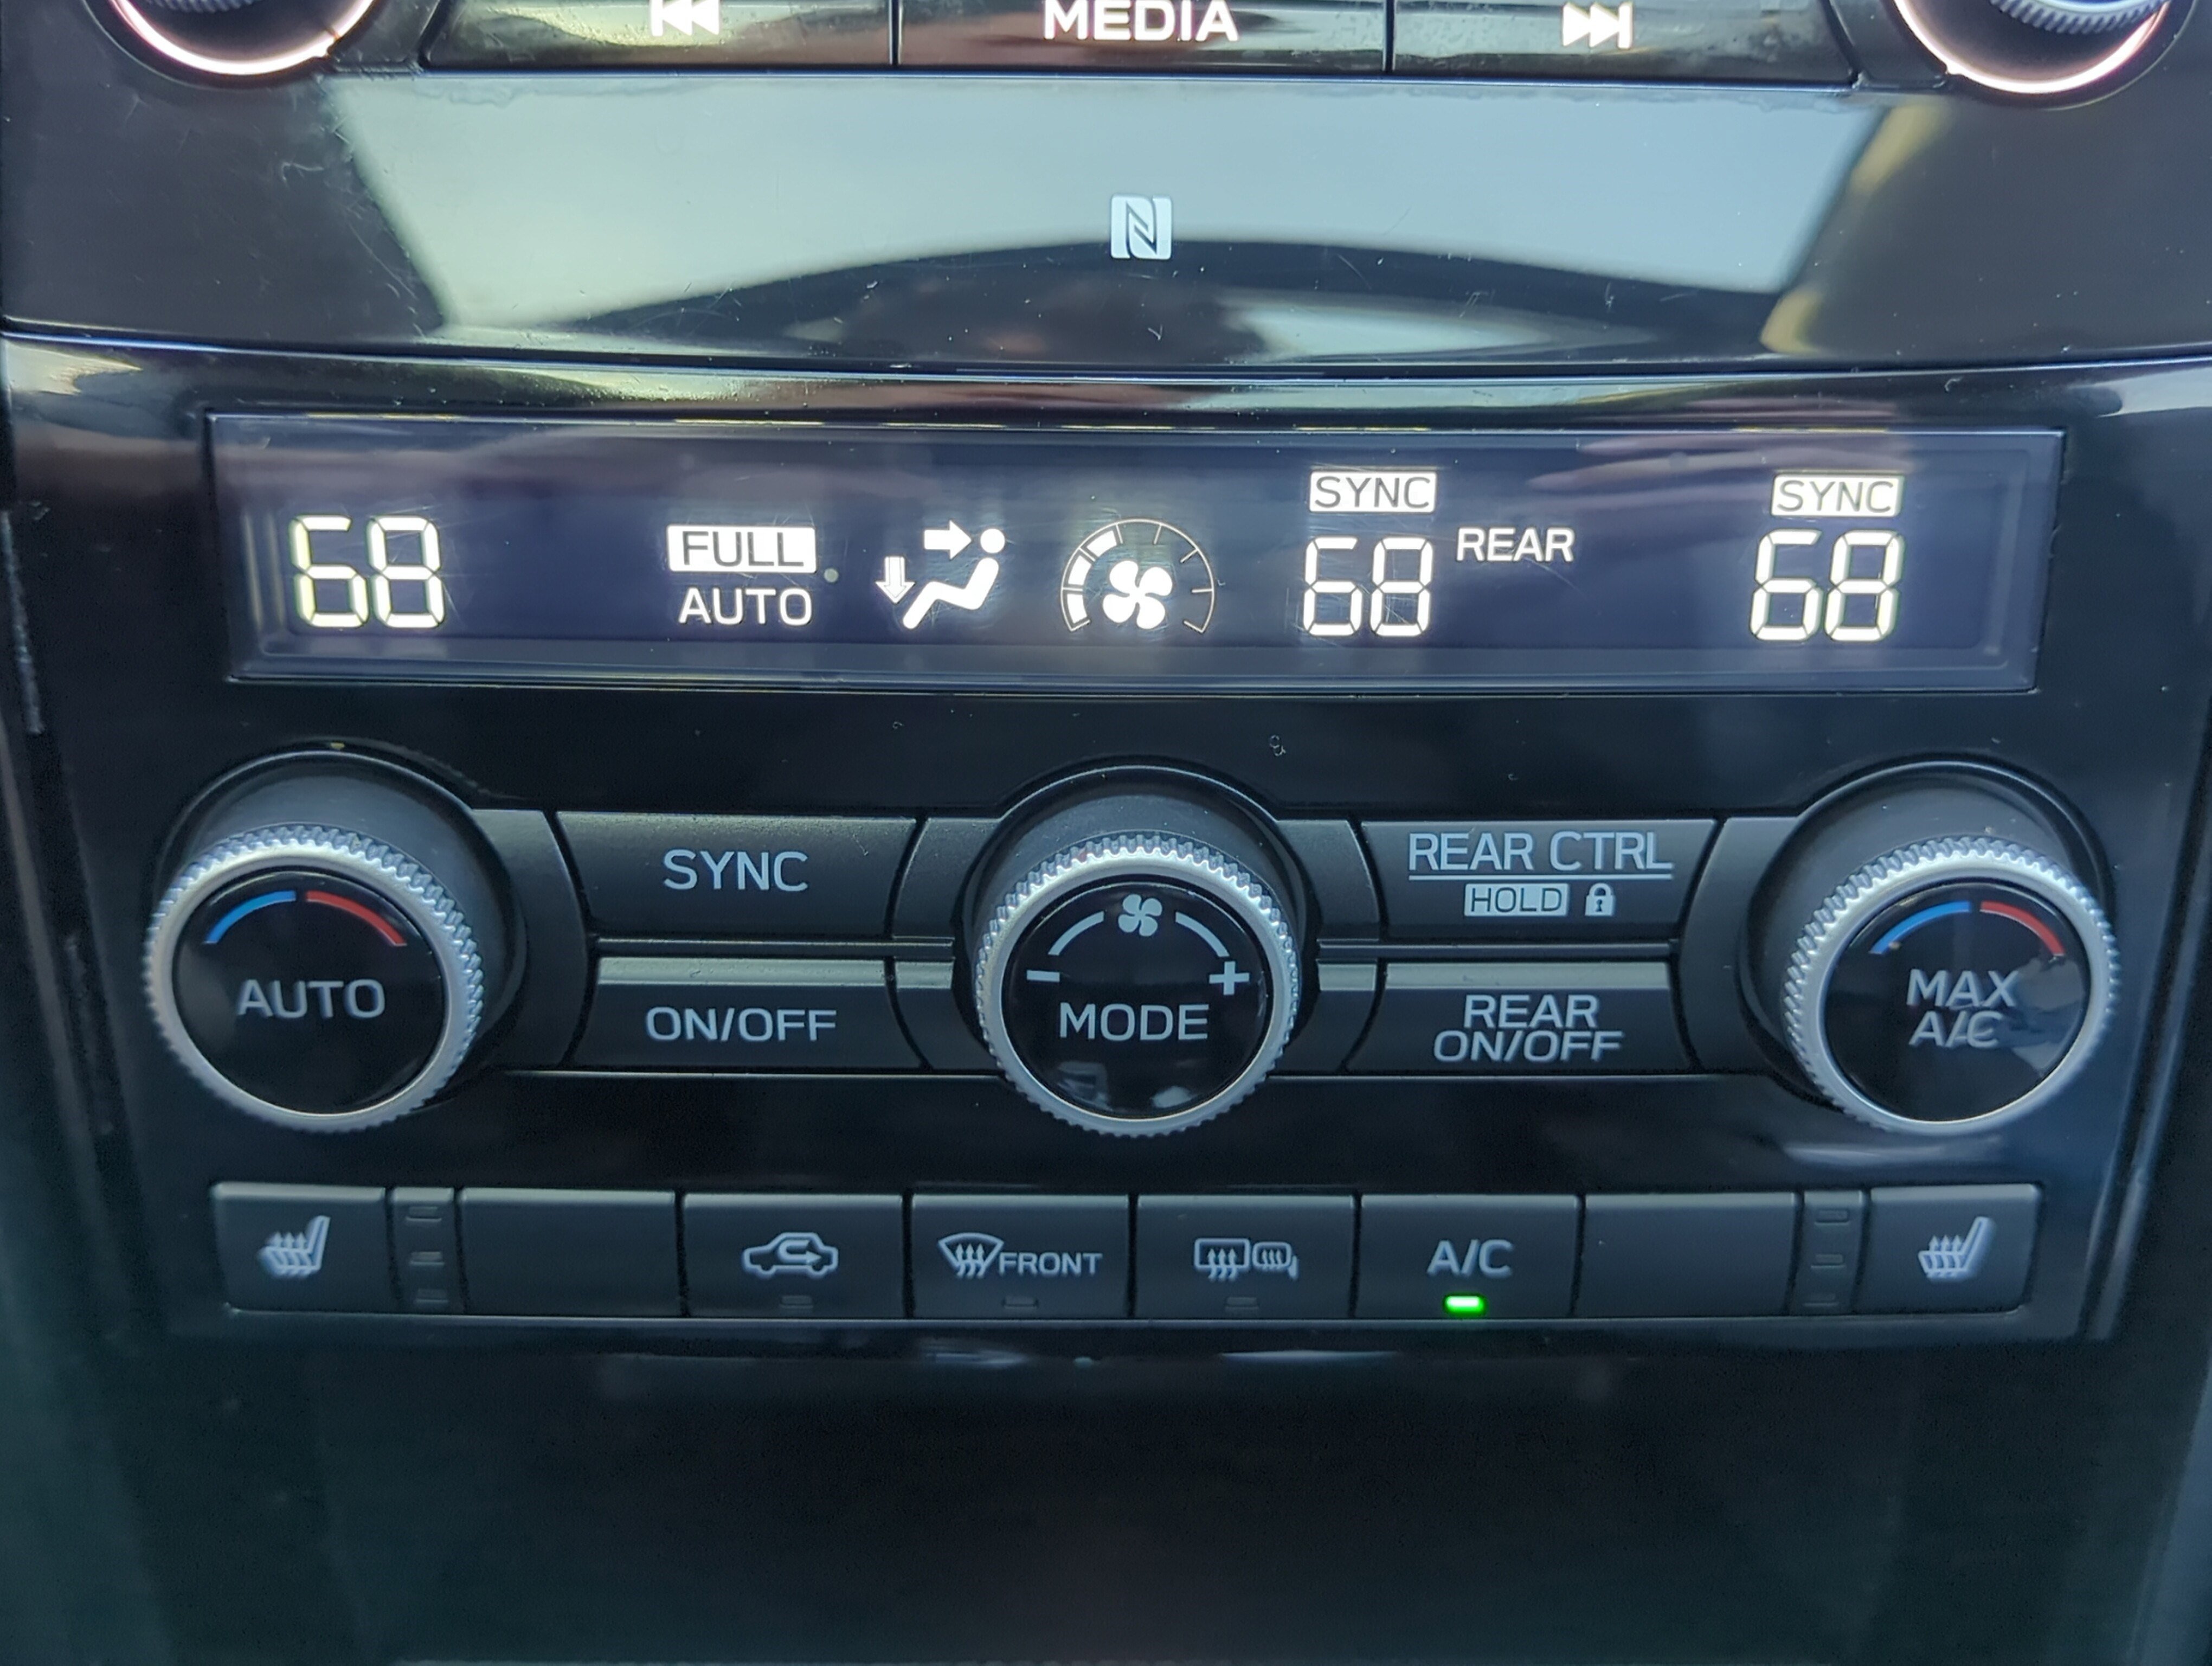 MEDIA
SYNC SYNC
68 FULL 68 REAR 68
AUTO
SYNC REAR CTRL
HOLD
AUTO ON/OFF MODE REAR MAX
ON/OFF A/C
FRONT A/C